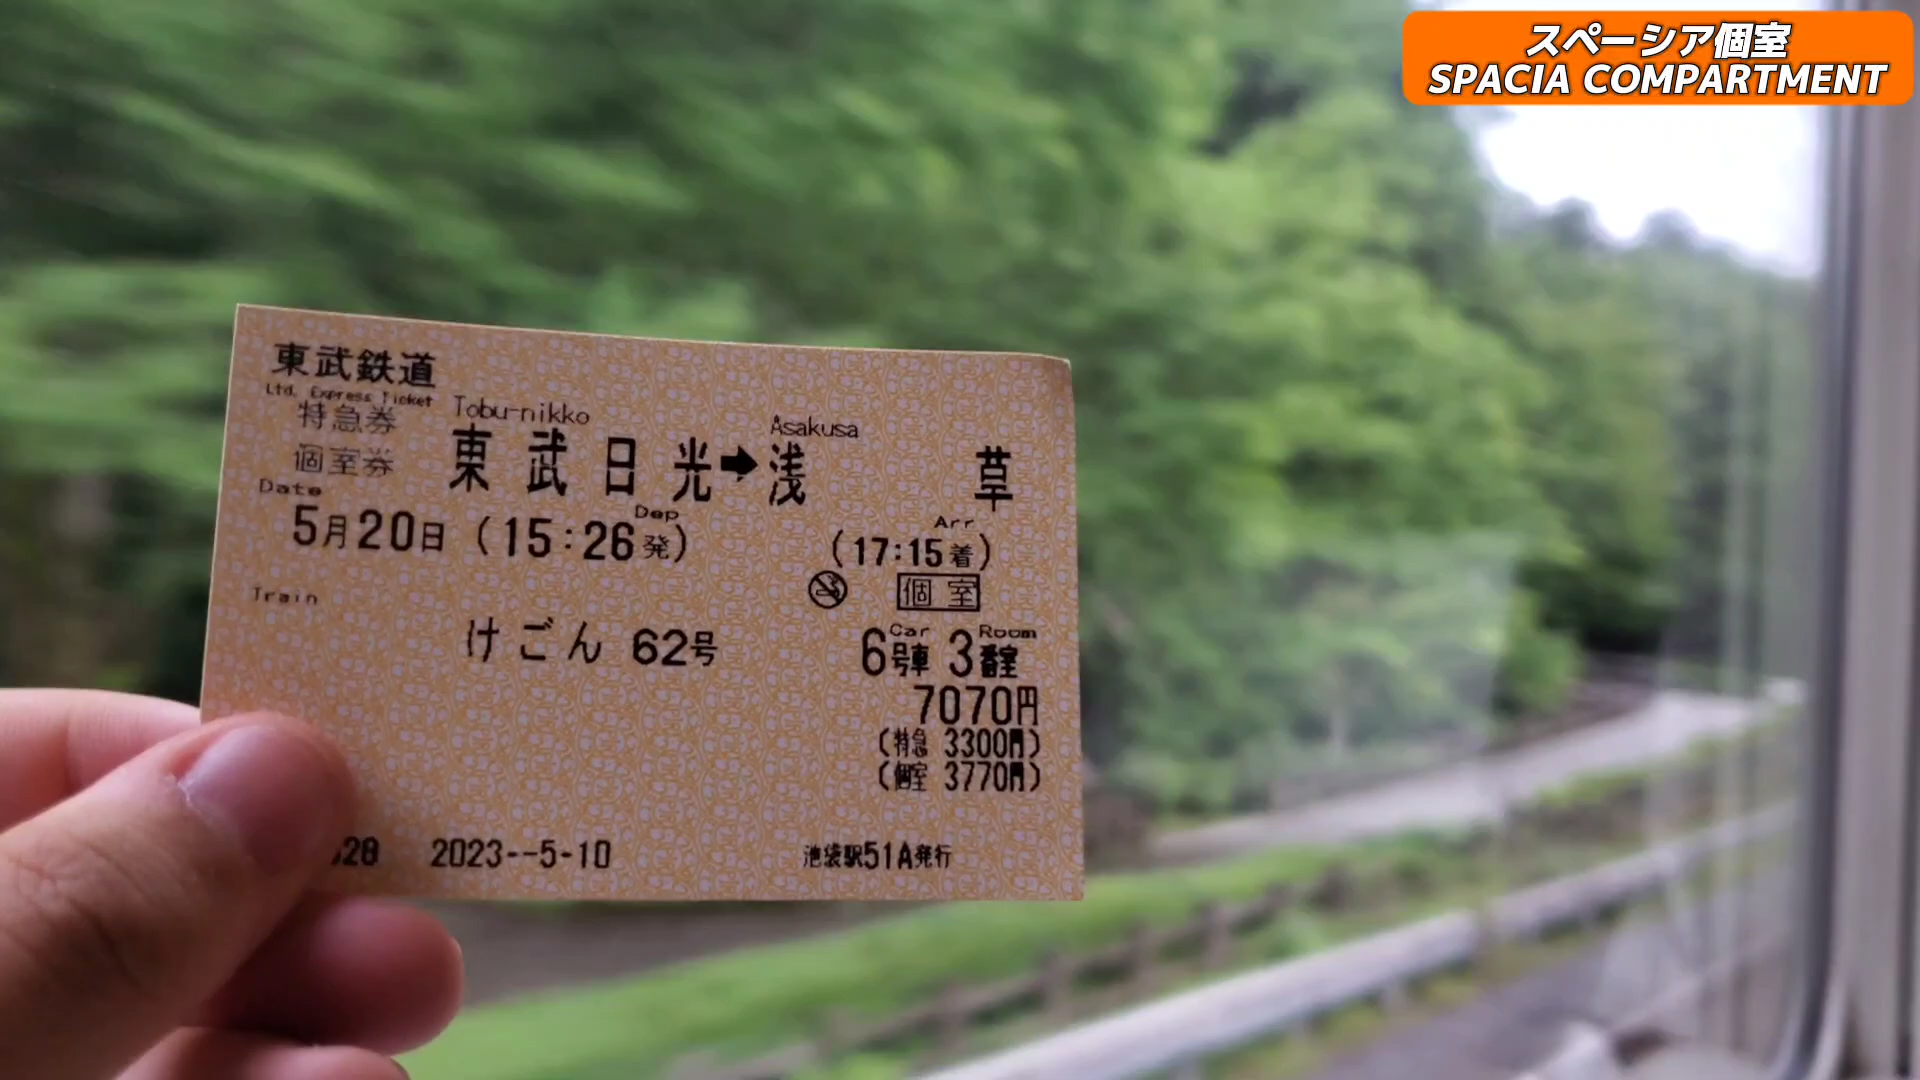 スペーシア個室
SPACIA COMPARTMENT
東武鉄道
Ltd. Express Ticket
特急券
個室券
Tobu-nikko
Asakusa
東武日光➡浅草
Date
Dep
Arr
5月20日 (15:26発) (17:15着)
個室
Train
Car Room
けごん 62号 6号車 3番室
7070円
(特急 3300円)
(個室 3770円)
2023--5-10 池袋駅51A発行